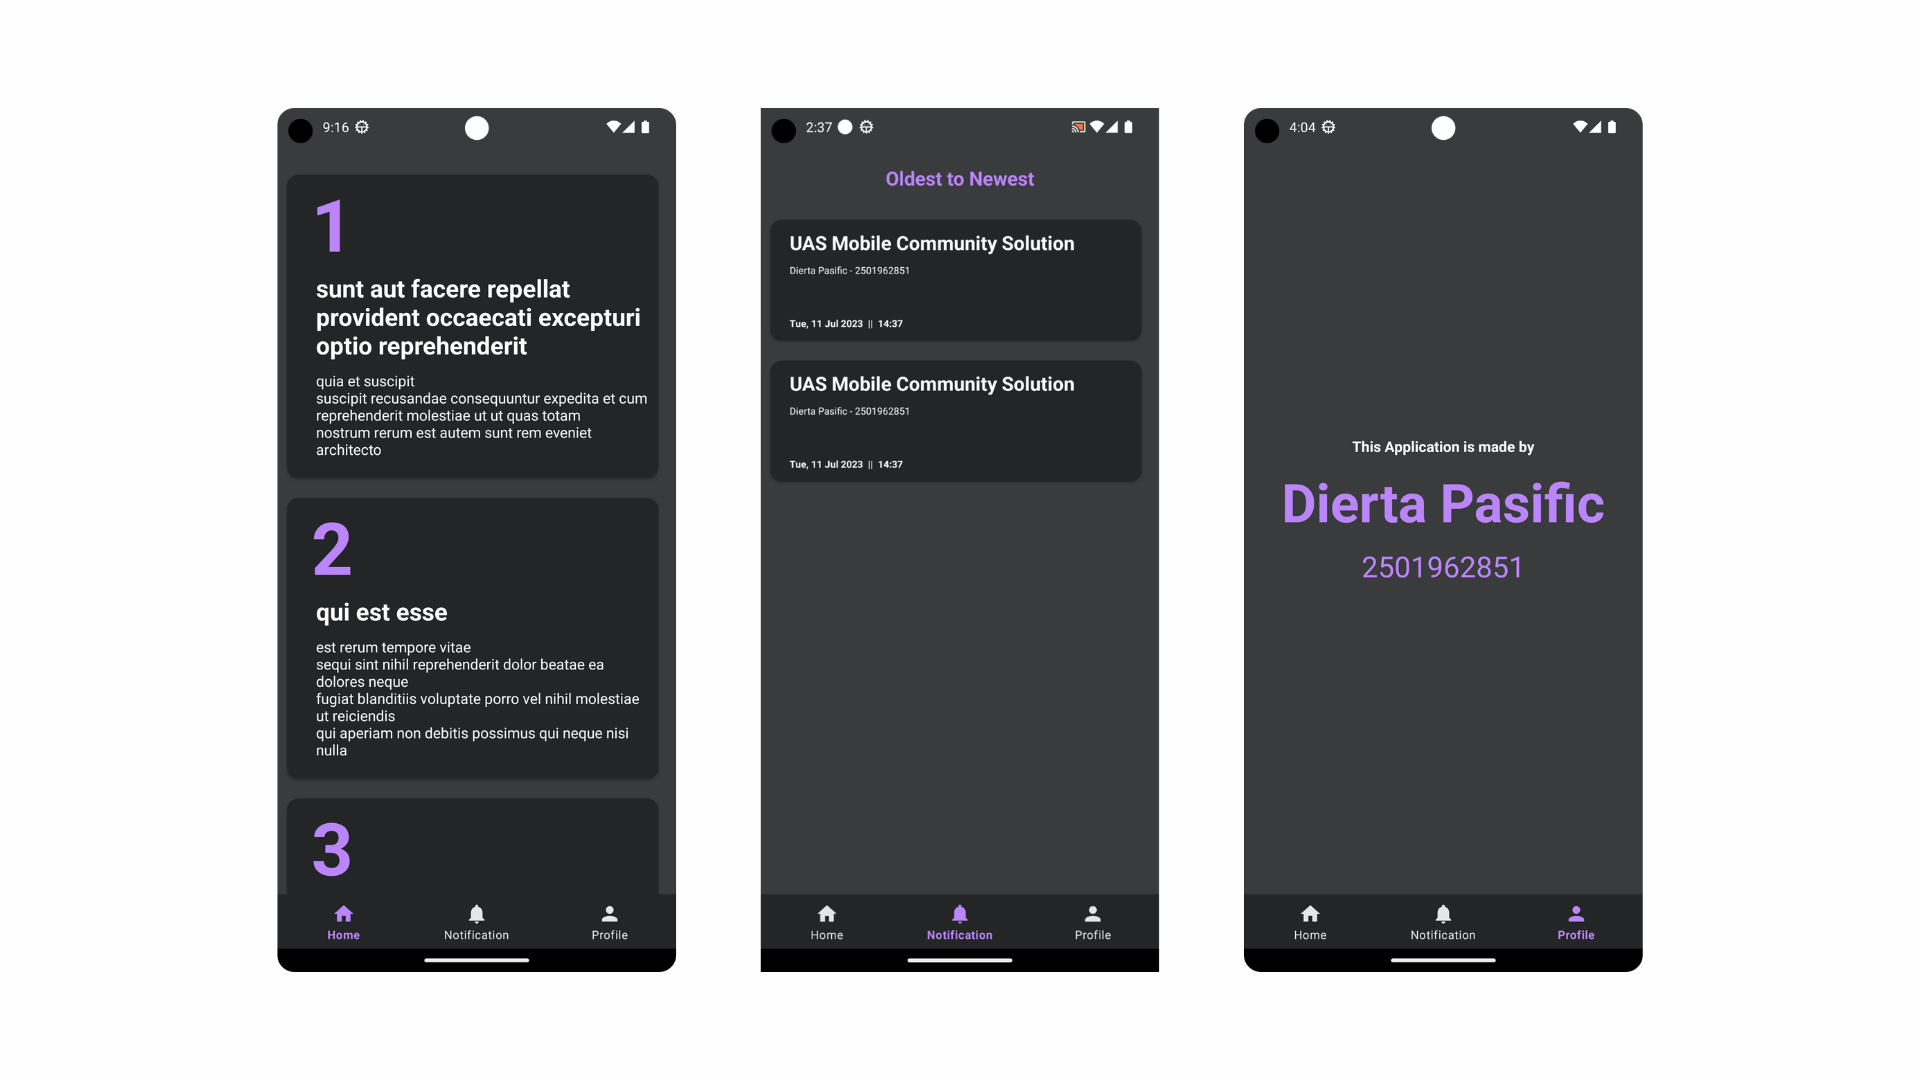 9:16
1
sunt aut facere repellat
provident occaecati excepturi
optio reprehenderit
quia et suscipit
suscipit recusandae consequuntur expedita et cum
reprehenderit molestiae ut ut quas totam
nostrum rerum est autem sunt rem eveniet
architecto
2
qui est esse
est rerum tempore vitae
sequi sint nihil reprehenderit dolor beatae ea
dolores neque
fugiat blanditiis voluptate porro vel nihil molestiae
ut reiciendis
qui aperiam non debitis possimus qui neque nisi
nulla
3
Home Notification Profile
2:37
Oldest to Newest
UAS Mobile Community Solution
Dierta Pasific - 2501962851
Tue, 11 Jul 2023 || 14:37
UAS Mobile Community Solution
Dierta Pasific - 2501962851
Tue, 11 Jul 2023 || 14:37
Home Notification Profile
4:04
This Application is made by
Dierta Pasific
2501962851
Home Notification Profile